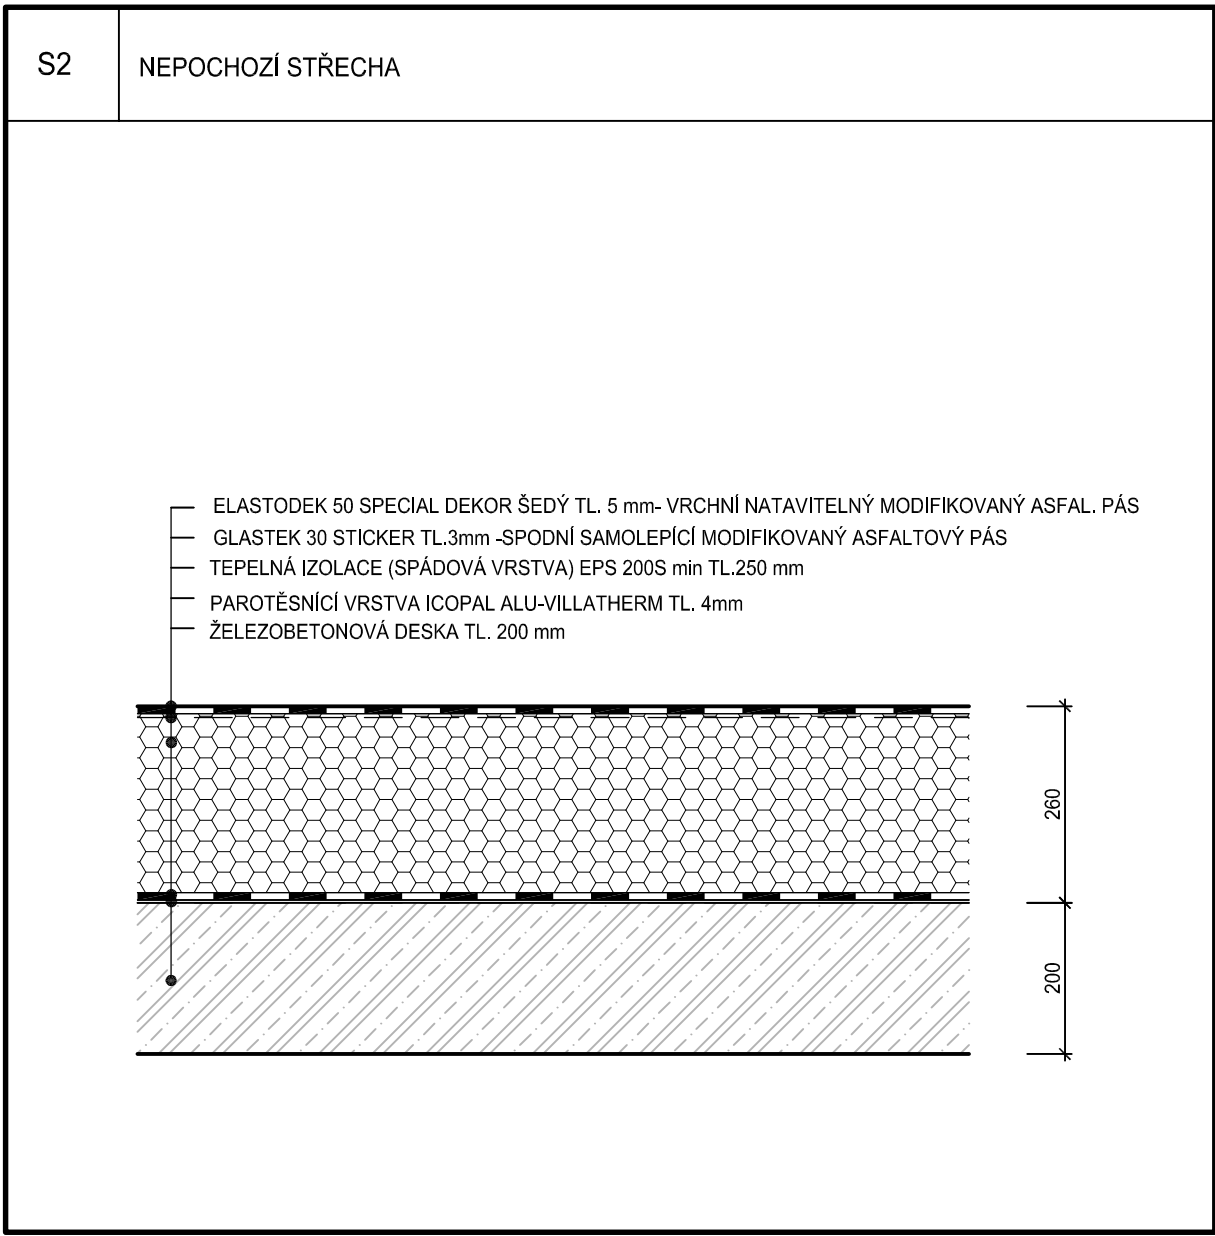 S2
NEPOCHOZÍ STŘECHA
ELASTODEK 50 SPECIAL DEKOR ŠEDÝ TL. 5 mm- VRCHNÍ NATAVITELNÝ MODIFIKOVANÝ ASFAL. PÁS
GLASTEK 30 STICKER TL.3mm -SPODNÍ SAMOLEPÍCÍ MODIFIKOVANÝ ASFALTOVÝ PÁS
TEPELNÁ IZOLACE (SPÁDOVÁ VRSTVA) EPS 200S min TL.250 mm
PAROTĚSNÍCÍ VRSTVA ICOPAL ALU-VILLATHERM TL. 4mm
ŽELEZOBETONOVÁ DESKA TL. 200 mm
260
200